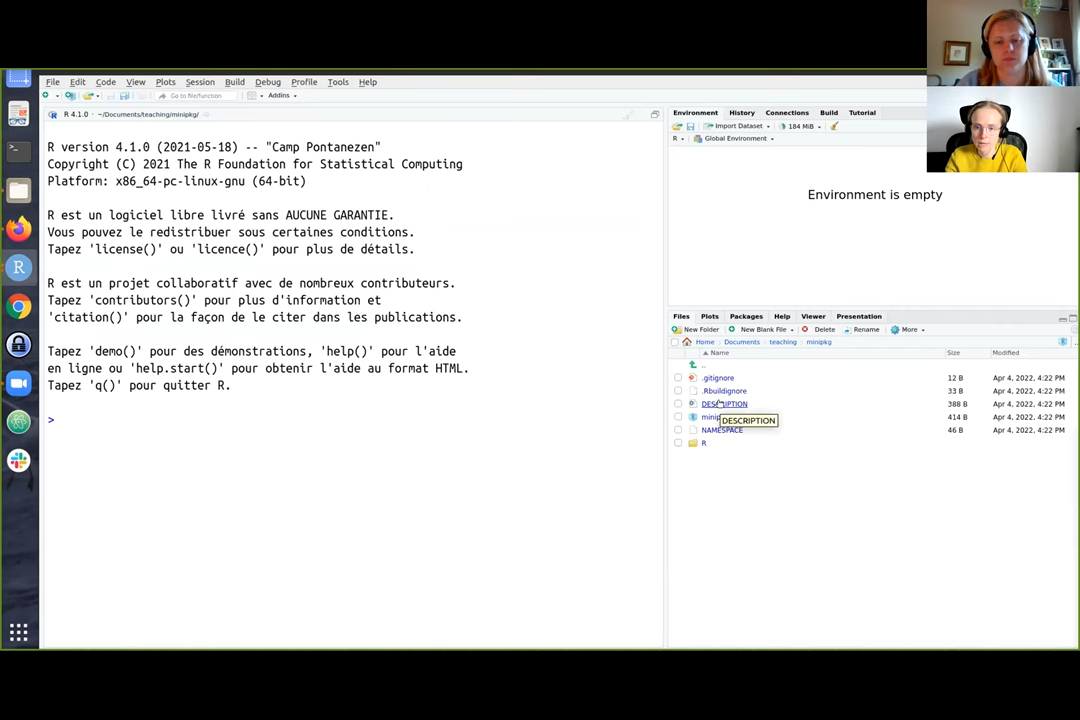 File Edit Code View Plots Session Build Debug Profile Tools Help
Go to file/function Addins
R 4.1.0 · ~/Documents/teaching/minipkg/
R version 4.1.0 (2021-05-18) -- "Camp Pontanezen"
Copyright (C) 2021 The R Foundation for Statistical Computing
Platform: x86_64-pc-linux-gnu (64-bit)
R est un logiciel libre livré sans AUCUNE GARANTIE.
Vous pouvez le redistribuer sous certaines conditions.
Tapez 'license()' ou 'licence()' pour plus de détails.
R est un projet collaboratif avec de nombreux contributeurs.
Tapez 'contributors()' pour plus d'information et
'citation()' pour la façon de le citer dans les publications.
Tapez 'demo()' pour des démonstrations, 'help()' pour l'aide
en ligne ou 'help.start()' pour obtenir l'aide au format HTML.
Tapez 'q()' pour quitter R.
>
Environment History Connections Build Tutorial
Import Dataset 184 MiB
R Global Environment
Environment is empty
Files Plots Packages Help Viewer Presentation
New Folder New Blank File Delete Rename More
Home Documents teaching minipkg
Name Size Modified
..
.gitignore 12 B Apr 4, 2022, 4:22 PM
.Rbuildignore 33 B Apr 4, 2022, 4:22 PM
DESCRIPTION 388 B Apr 4, 2022, 4:22 PM
414 B Apr 4, 2022, 4:22 PM
DESCRIPTION
NAMESPACE 46 B Apr 4, 2022, 4:22 PM
R